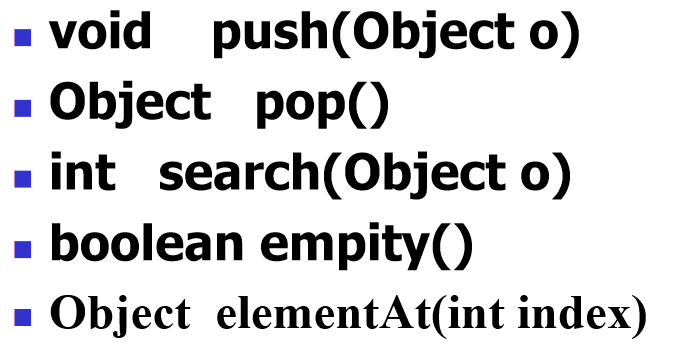 void push(Object o)
Object pop()
int search(Object o)
boolean empity()
Object elementAt(int index)